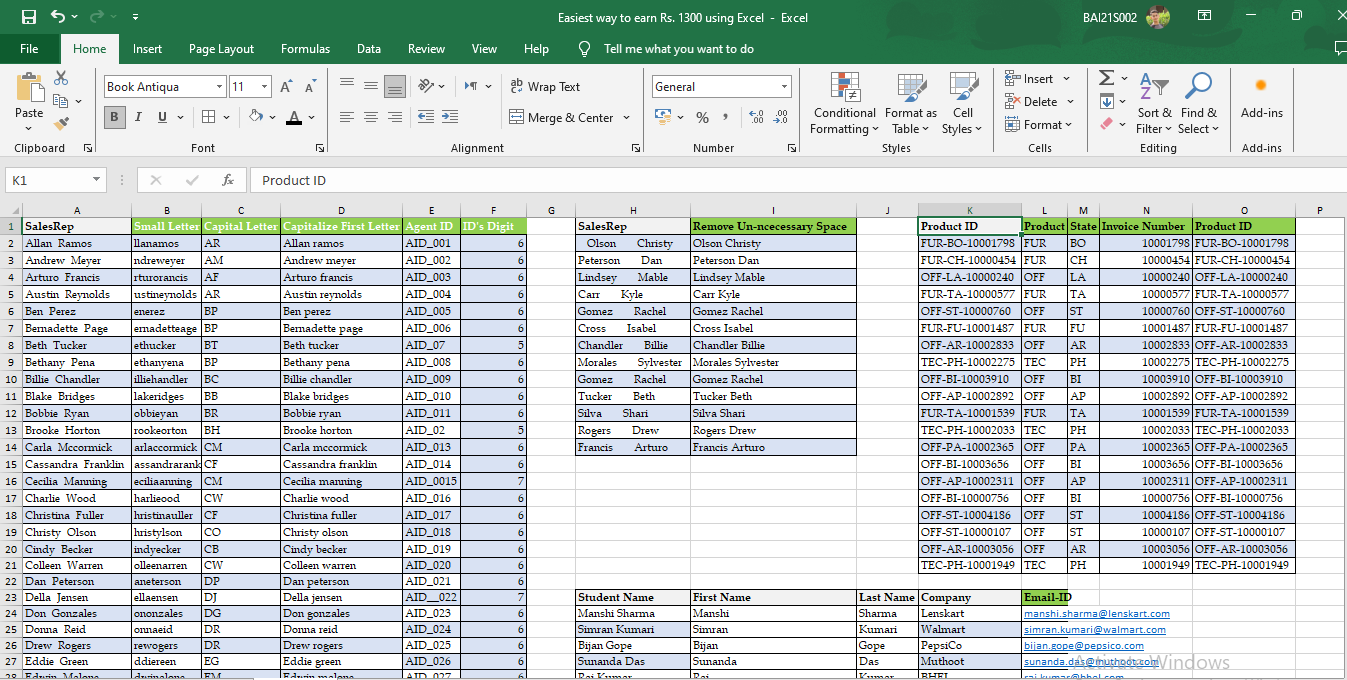 Easiest way to earn Rs. 1300 using Excel - Excel BAI21S002
File Home Insert Page Layout Formulas Data Review View Help Tell me what you want to do
Paste
Book Antiqua 11
Wrap Text
General
Conditional Formatting
Format as Table
Cell Styles
Insert
Delete
Format
Sort & Filter
Find & Select
Add-ins
B I U
Merge & Center
Clipboard Font Alignment Number Styles Cells Editing Add-ins
K1 fx Product ID
A B C D E F G H I J K L M N O P
1 SalesRep Small Letter Capital Letter Capitalize First Letter Agent ID ID's Digit SalesRep Remove Un-ncecessary Space Product ID Product State Invoice Number Product ID
2 Allan Ramos llanamos AR Allan ramos AID_001 6 Olson Christy Olson Christy FUR-BO-10001798 FUR BO 10001798 FUR-BO-10001798
3 Andrew Meyer ndreweyer AM Andrew meyer AID_002 6 Peterson Dan Peterson Dan FUR-CH-10000454 FUR CH 10000454 FUR-CH-10000454
4 Arturo Francis rturorancis AF Arturo francis AID_003 6 Lindsey Mable Lindsey Mable OFF-LA-10000240 OFF LA 10000240 OFF-LA-10000240
5 Austin Reynolds ustineynolds AR Austin reynolds AID_004 6 Carr Kyle Carr Kyle FUR-TA-10000577 FUR TA 10000577 FUR-TA-10000577
6 Ben Perez enerez BP Ben perez AID_005 6 Gomez Rachel Gomez Rachel OFF-ST-10000760 OFF ST 10000760 OFF-ST-10000760
7 Bernadette Page ernadetteage BP Bernadette page AID_006 6 Cross Isabel Cross Isabel FUR-FU-10001487 FUR FU 10001487 FUR-FU-10001487
8 Beth Tucker ethucker BT Beth tucker AID_07 5 Chandler Billie Chandler Billie OFF-AR-10002833 OFF AR 10002833 OFF-AR-10002833
9 Bethany Pena ethanyena BP Bethany pena AID_008 6 Morales Sylvester Morales Sylvester TEC-PH-10002275 TEC PH 10002275 TEC-PH-10002275
10 Billie Chandler illiehandler BC Billie chandler AID_009 6 Gomez Rachel Gomez Rachel OFF-BI-10003910 OFF BI 10003910 OFF-BI-10003910
11 Blake Bridges lakeridges BB Blake bridges AID_010 6 Tucker Beth Tucker Beth OFF-AP-10002892 OFF AP 10002892 OFF-AP-10002892
12 Bobbie Ryan obbieyan BR Bobbie ryan AID_011 6 Silva Shari Silva Shari FUR-TA-10001539 FUR TA 10001539 FUR-TA-10001539
13 Brooke Horton rookeorton BH Brooke horton AID_02 5 Rogers Drew Rogers Drew TEC-PH-10002033 TEC PH 10002033 TEC-PH-10002033
14 Carla Mccormick arlaccormick CM Carla mccormick AID_013 6 Francis Arturo Francis Arturo OFF-PA-10002365 OFF PA 10002365 OFF-PA-10002365
15 Cassandra Franklin assandrarank CF Cassandra franklin AID_014 6 OFF-BI-10003656 OFF BI 10003656 OFF-BI-10003656
16 Cecilia Manning eciliaanning CM Cecilia manning AID_0015 7 OFF-AP-10002311 OFF AP 10002311 OFF-AP-10002311
17 Charlie Wood harlieood CW Charlie wood AID_016 6 OFF-BI-10000756 OFF BI 10000756 OFF-BI-10000756
18 Christina Fuller hristinauller CF Christina fuller AID_017 6 OFF-ST-10004186 OFF ST 10004186 OFF-ST-10004186
19 Christy Olson hristylson CO Christy olson AID_018 6 OFF-ST-10000107 OFF ST 10000107 OFF-ST-10000107
20 Cindy Becker indyecker CB Cindy becker AID_019 6 OFF-AR-10003056 OFF AR 10003056 OFF-AR-10003056
21 Colleen Warren olleenarren CW Colleen warren AID_020 6 TEC-PH-10001949 TEC PH 10001949 TEC-PH-10001949
22 Dan Peterson aneterson DP Dan peterson AID_021 6
23 Della Jensen ellaensen DJ Della jensen AID__022 7 Student Name First Name Last Name Company Email-ID
24 Don Gonzales ononzales DG Don gonzales AID_023 6 Manshi Sharma Manshi Sharma Lenskart manshi.sharma@lenskart.com
25 Donna Reid onnaeid DR Donna reid AID_024 6 Simran Kumari Simran Kumari Walmart simran.kumari@walmart.com
26 Drew Rogers rewogers DR Drew rogers AID_025 6 Bijan Gope Bijan Gope PepsiCo bijan.gope@pepsico.com
27 Eddie Green ddiereen EG Eddie green AID_026 6 Sunanda Das Sunanda Das Muthoot sunanda.das@muthoot.com
Activate Windows
28 Edwin Malone dwinalone EM Edwin malone AID_027 6 Raj Kumar Raj Kumar BHEL raj.kumar@bhel.com